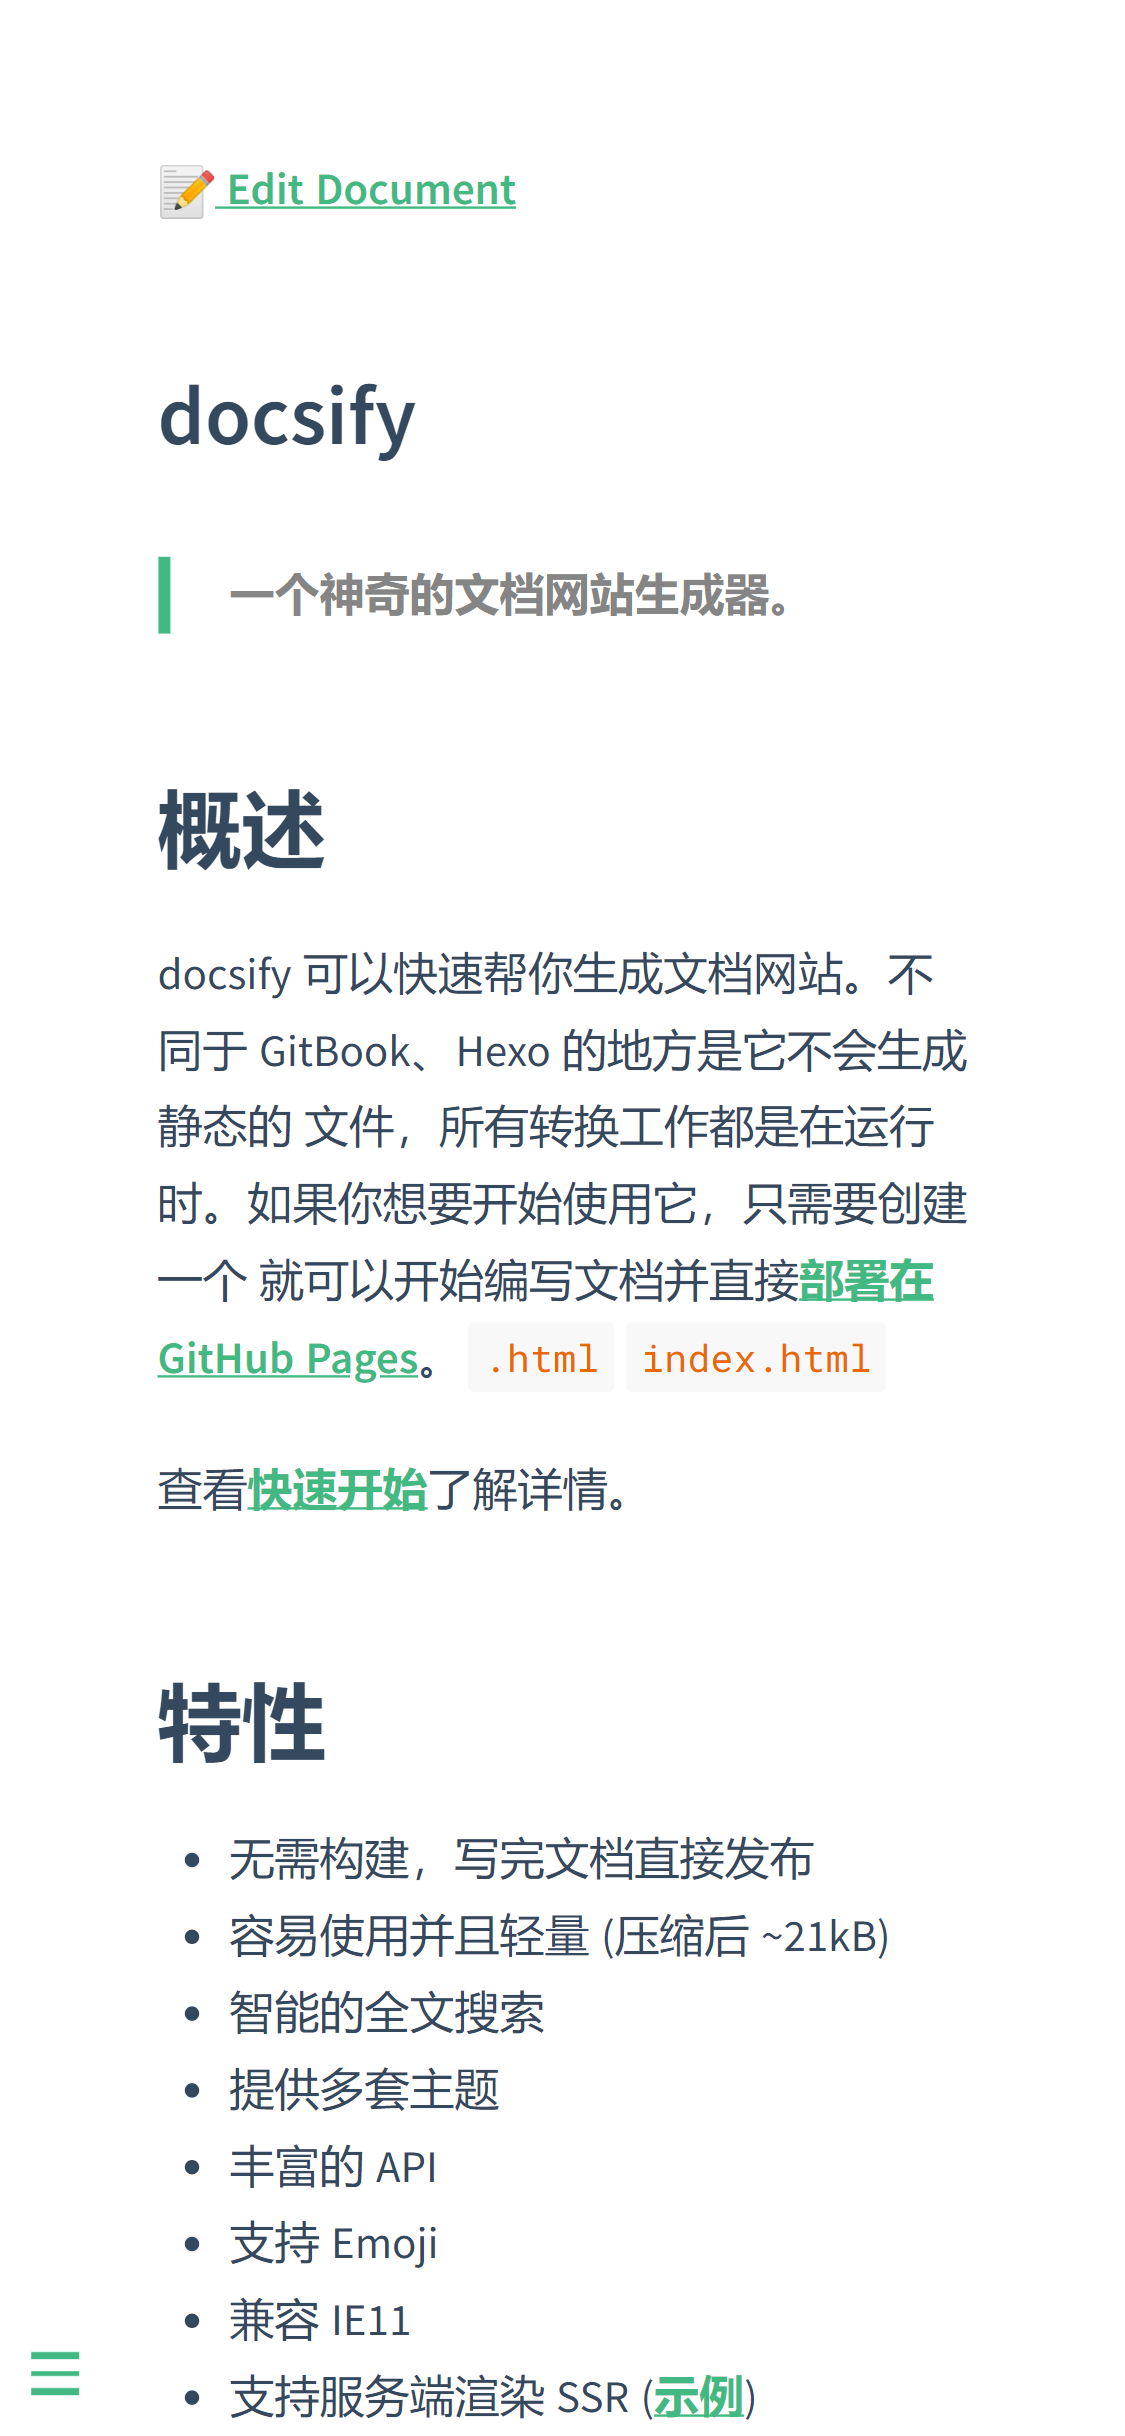 Edit Document
docsify
一个神奇的文档网站生成器。
概述
docsify 可以快速帮你生成文档网站。不
同于 GitBook、Hexo 的地方是它不会生成
静态的 文件，所有转换工作都是在运行
时。如果你想要开始使用它，只需要创建
一个 就可以开始编写文档并直接部署在
GitHub Pages。 .html index.html
查看快速开始了解详情。
特性
无需构建，写完文档直接发布
容易使用并且轻量 (压缩后 ~21kB)
智能的全文搜索
提供多套主题
丰富的 API
支持 Emoji
兼容 IE11
支持服务端渲染 SSR (示例)